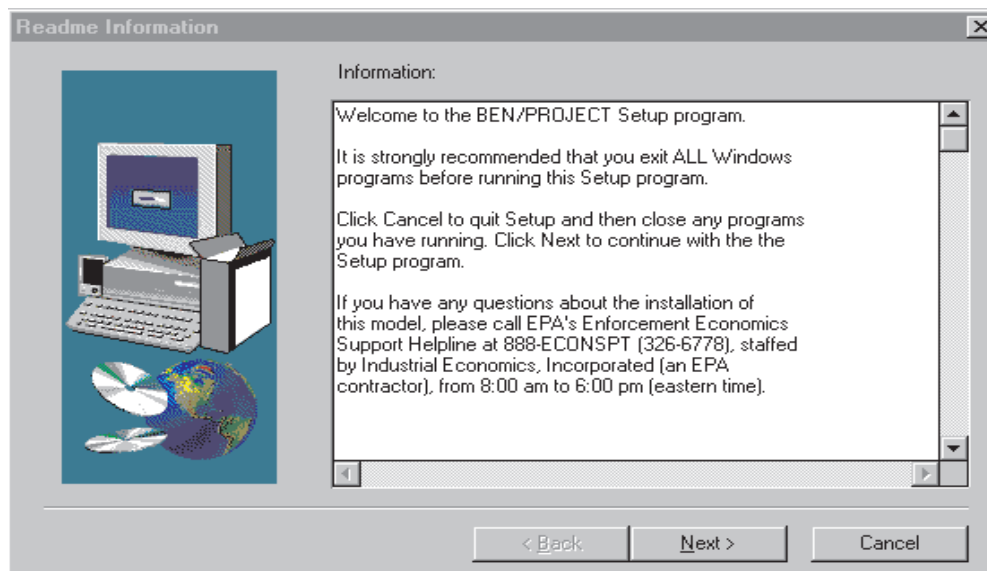 Readme Information
Information:
Welcome to the BEN/PROJECT Setup program.
It is strongly recommended that you exit ALL Windows
programs before running this Setup program.
Click Cancel to quit Setup and then close any programs
you have running. Click Next to continue with the the
Setup program.
If you have any questions about the installation of
this model, please call EPA's Enforcement Economics
Support Helpline at 888-ECONSPT (326-6778), staffed
by Industrial Economics, Incorporated (an EPA
contractor), from 8:00 am to 6:00 pm (eastern time).
< Back
Next >
Cancel